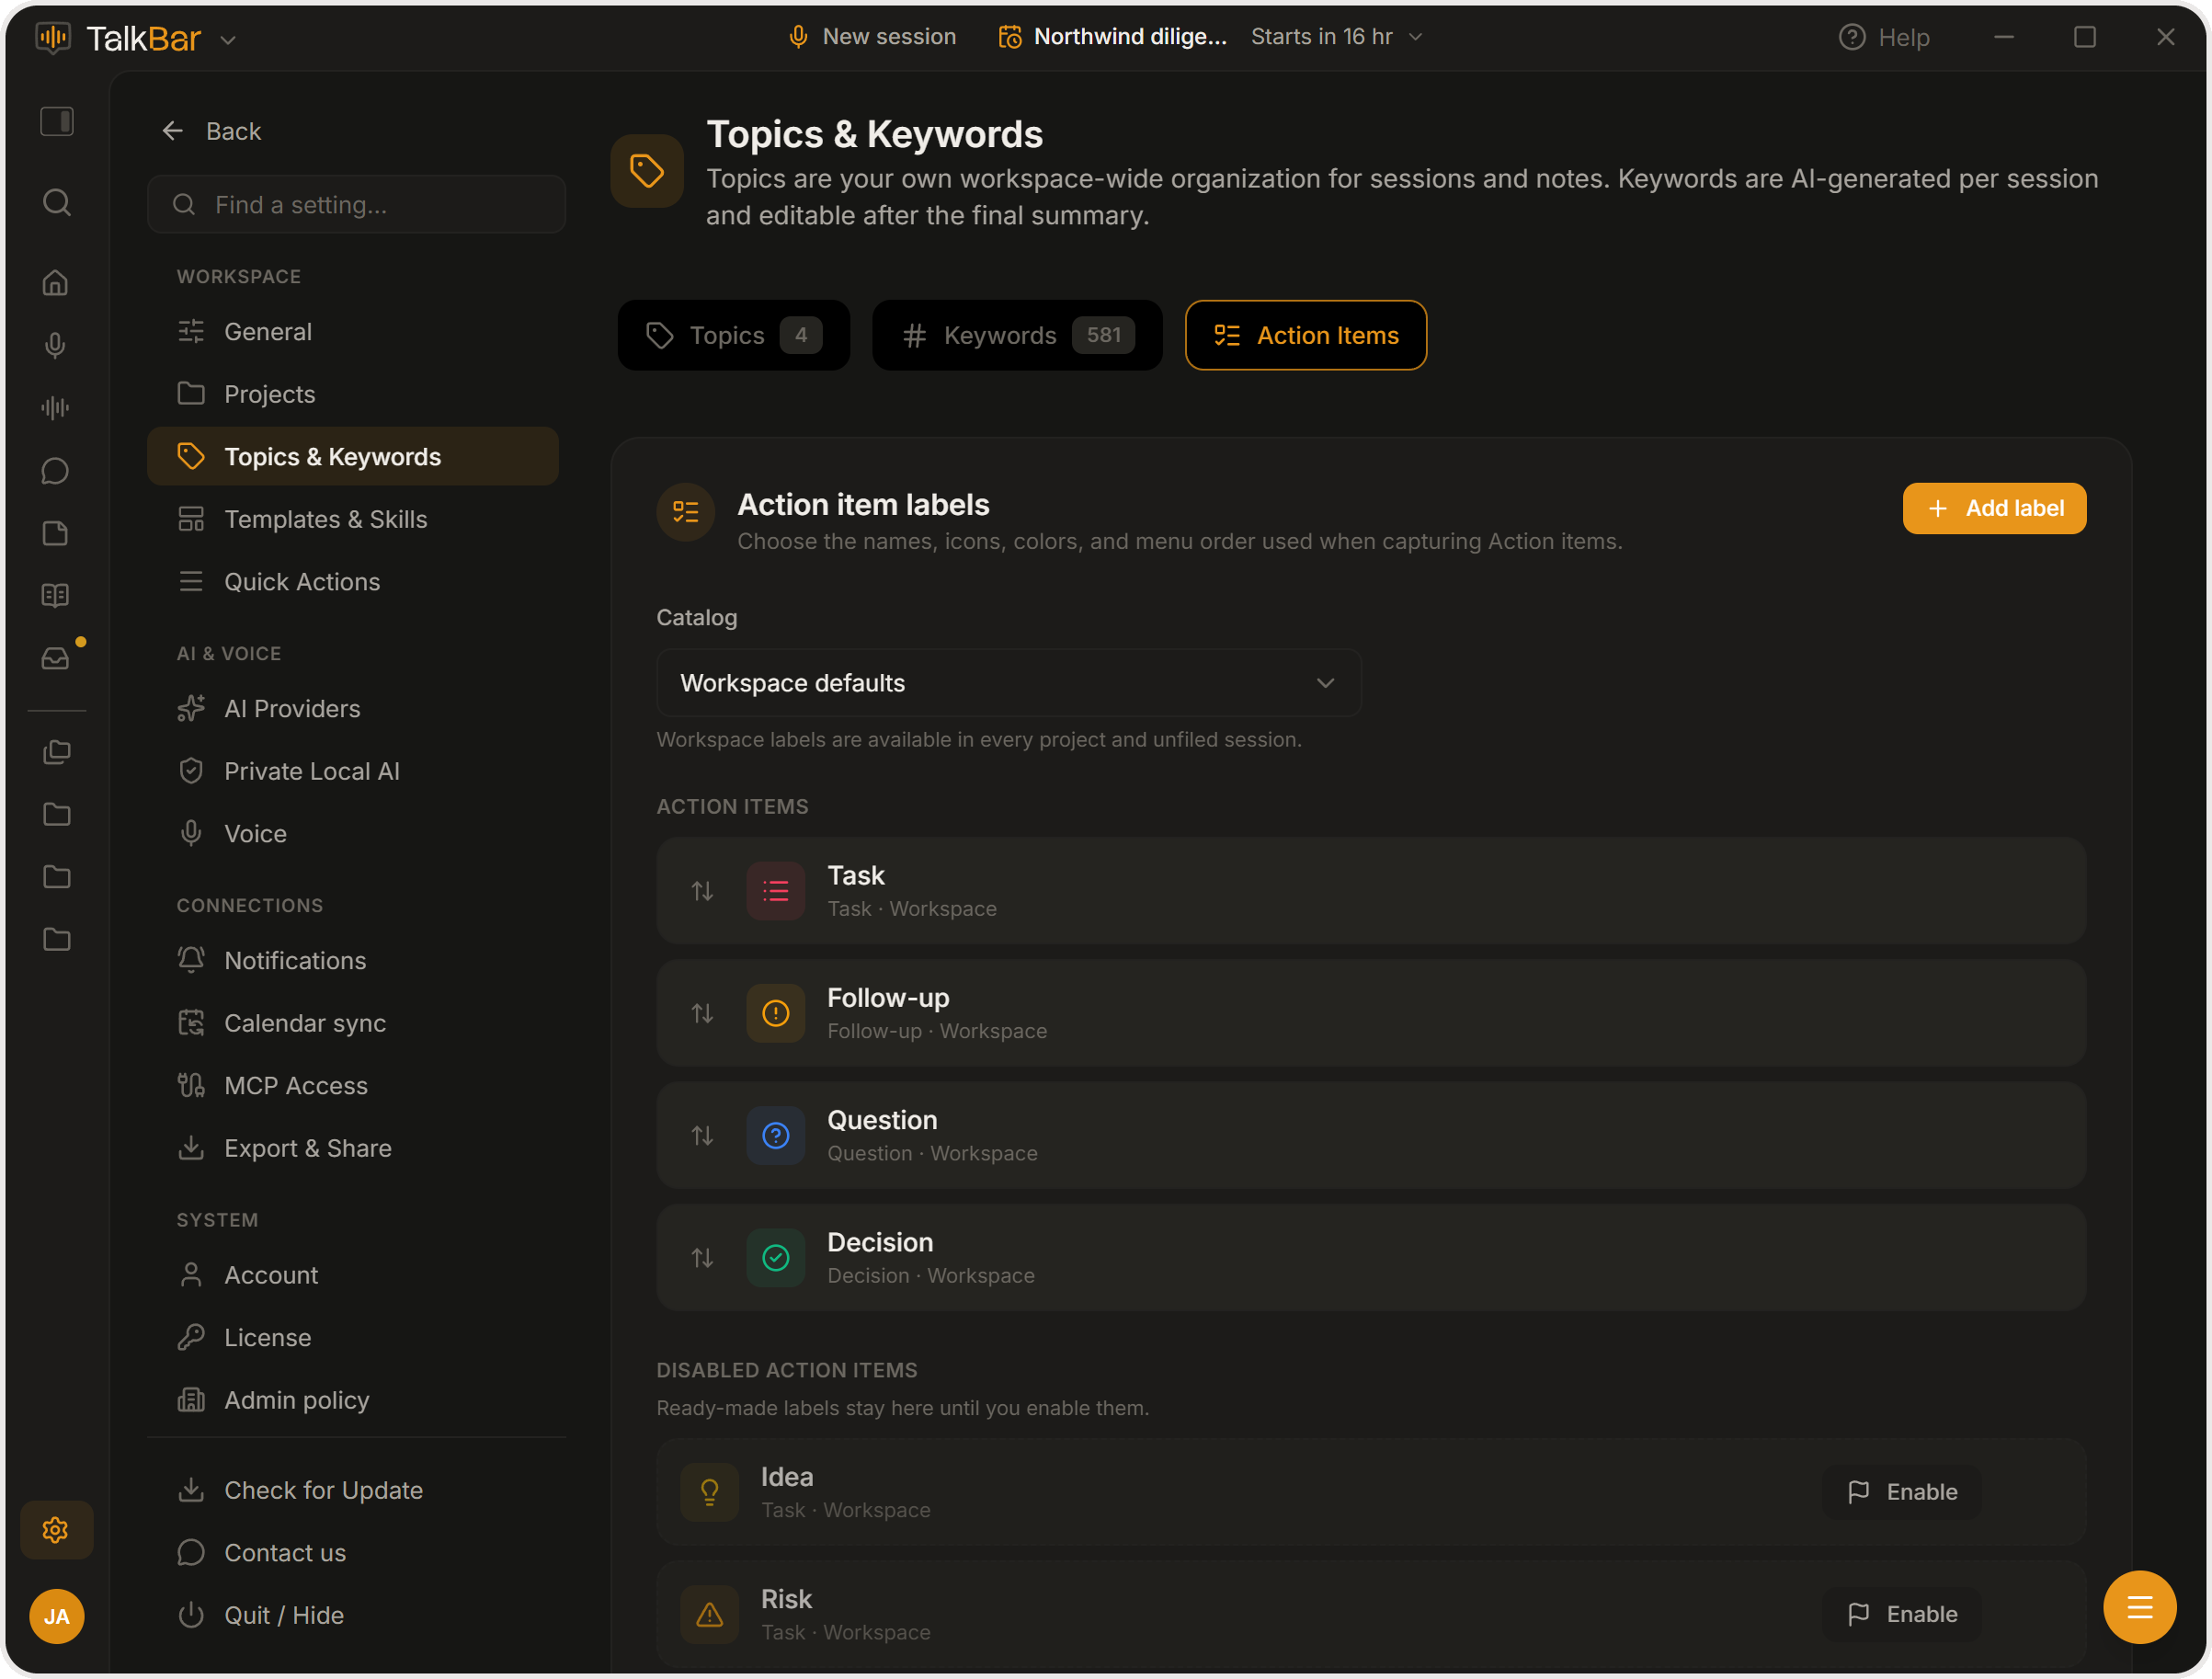 TalkBar
New session
Northwind dilige...
Starts in 16 hr
Help
Back
Find a setting...
WORKSPACE
General
Projects
Topics & Keywords
Templates & Skills
Quick Actions
AI & VOICE
AI Providers
Private Local AI
Voice
CONNECTIONS
Notifications
Calendar sync
MCP Access
Export & Share
SYSTEM
Account
License
Admin policy
Check for Update
Contact us
Quit / Hide
JA
Topics & Keywords
Topics are your own workspace-wide organization for sessions and notes. Keywords are AI-generated per session
and editable after the final summary.
Topics 4
Keywords 581
Action Items
Action item labels
Choose the names, icons, colors, and menu order used when capturing Action items.
Add label
Catalog
Workspace defaults
Workspace labels are available in every project and unfiled session.
ACTION ITEMS
Task
Task · Workspace
Follow-up
Follow-up · Workspace
Question
Question · Workspace
Decision
Decision · Workspace
DISABLED ACTION ITEMS
Ready-made labels stay here until you enable them.
Idea
Task · Workspace
Enable
Risk
Task · Workspace
Enable